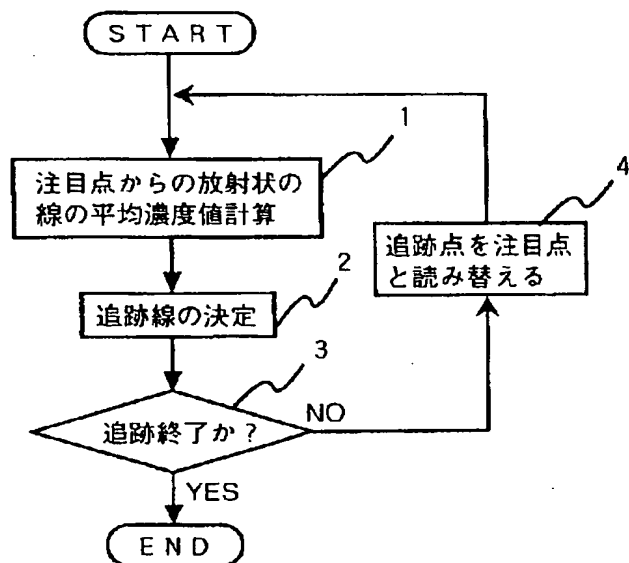 START
1
注目点からの放射状の
線の平均濃度値計算
4
追跡点を注目点
と読み替える
2
追跡線の決定
3
追跡終了か?
NO
YES
END